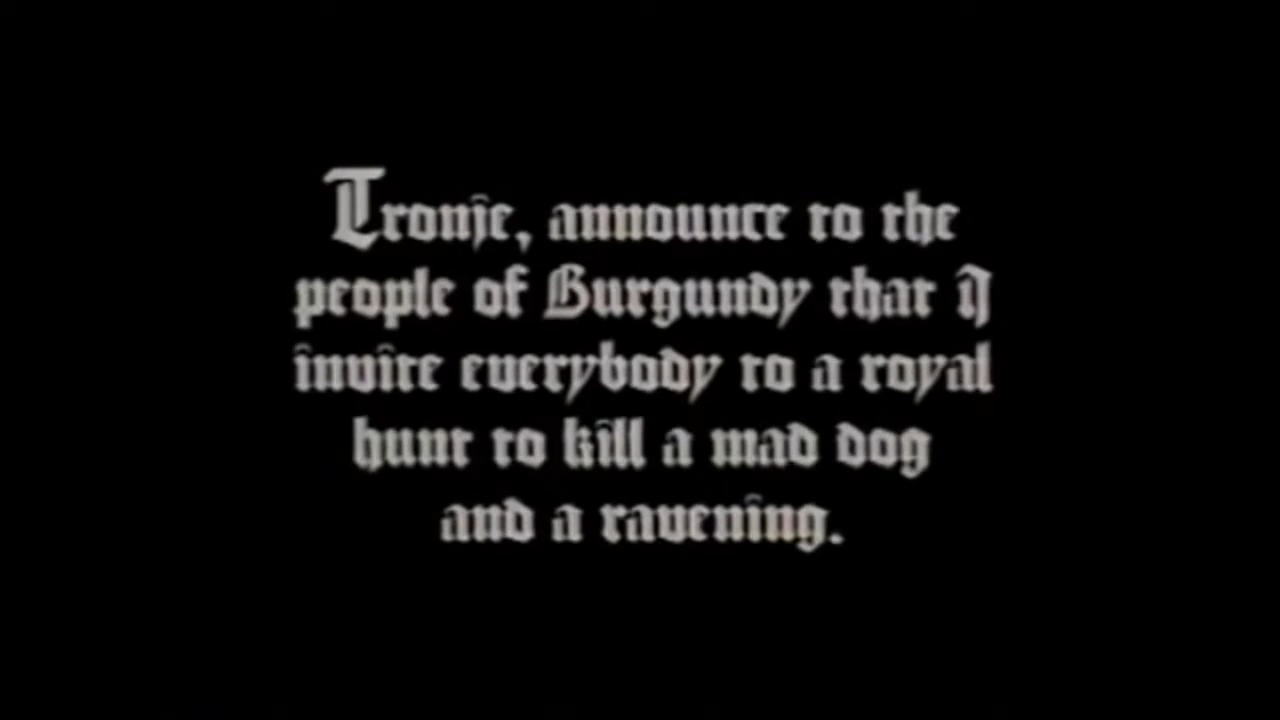 Tronje, announce to the
people of Burgundy that I
invite everybody to a royal
hunt to kill a mad dog
and a ravening.